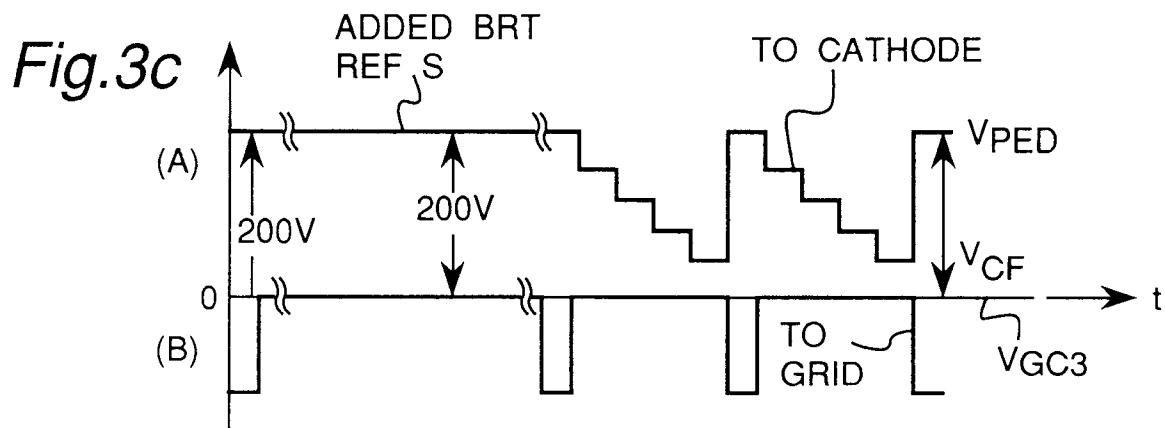 Fig.3c
ADDED BRT
REF S
TO CATHODE
(A)
VPED
200V
200V
VCF
0
t
(B)
TO
GRID
VGC3